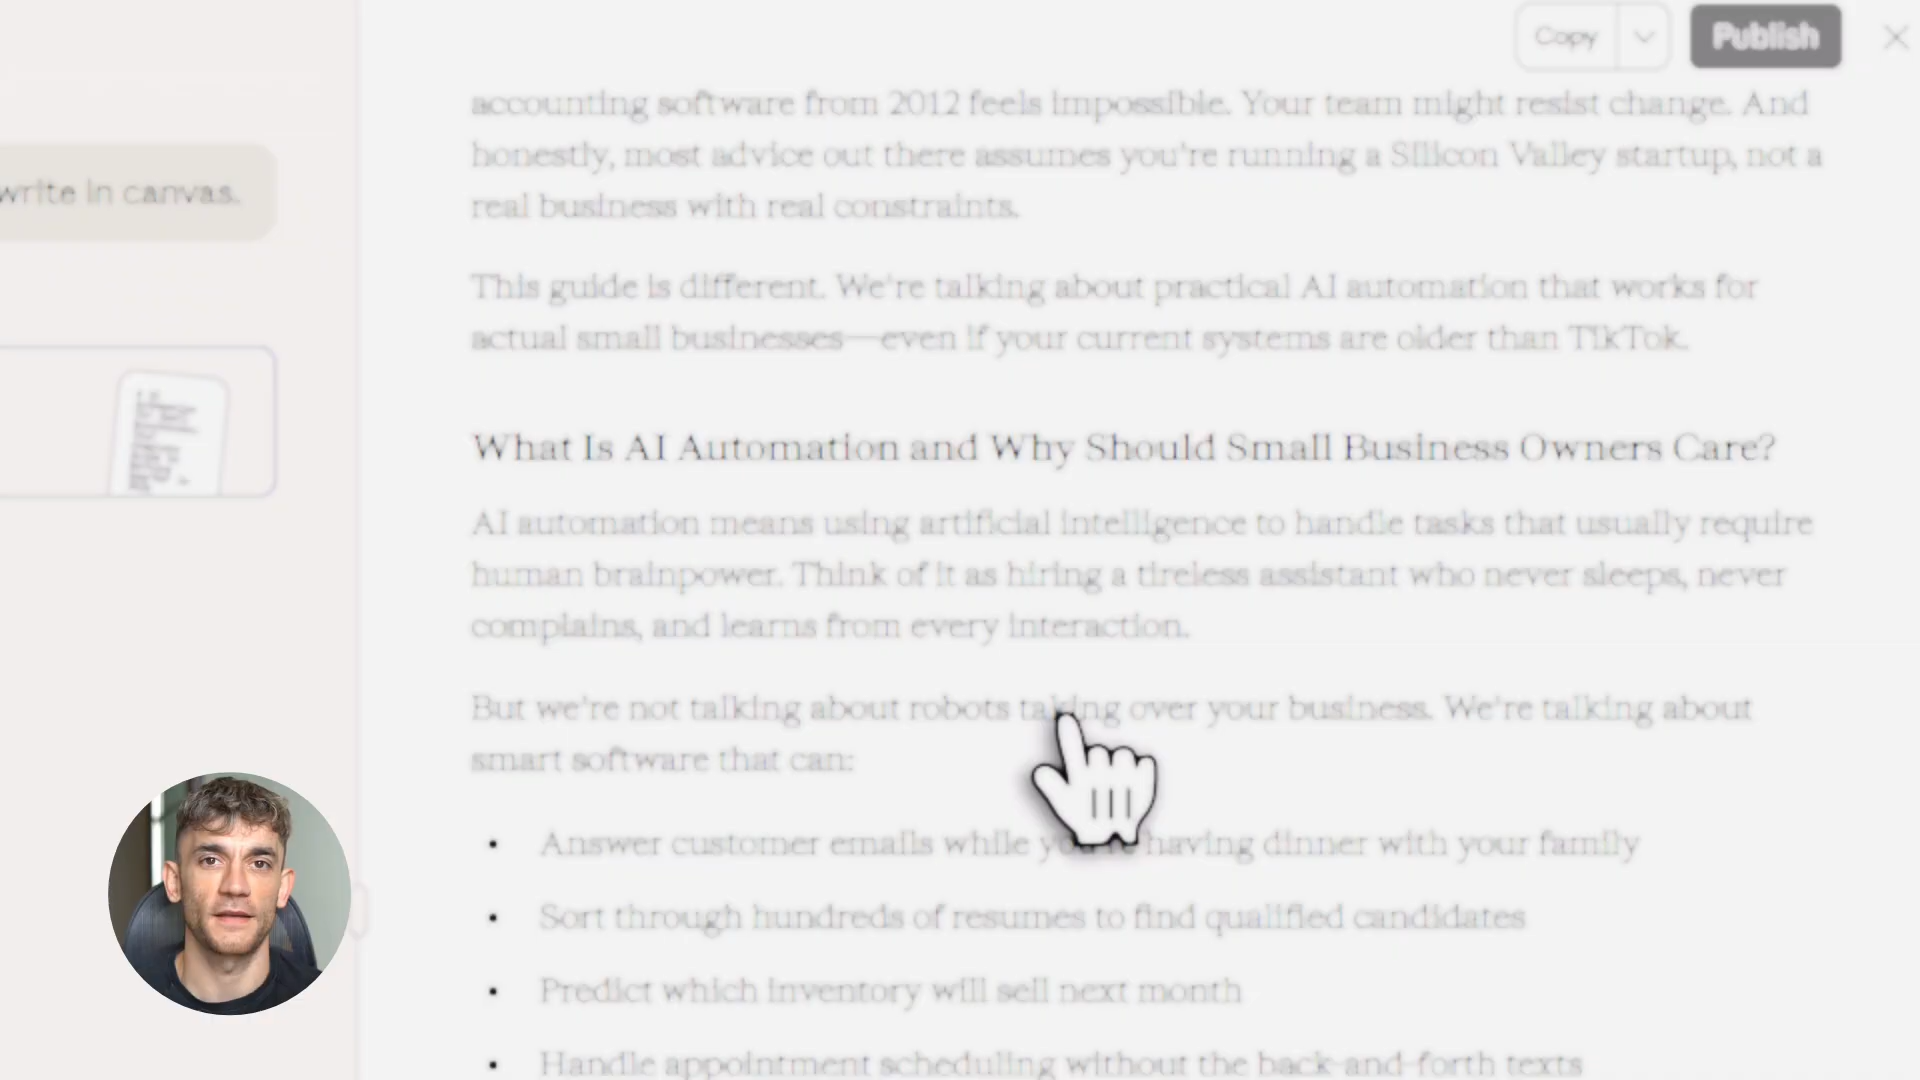 Copy
Publish
accounting software from 2012 feels impossible. Your team might resist change. And
honestly, most advice out there assumes you're running a Silicon Valley startup, not a
real business with real constraints.
write in canvas.
This guide is different. We're talking about practical AI automation that works for
actual small businesses—even if your current systems are older than TikTok.
What Is AI Automation and Why Should Small Business Owners Care?
AI automation means using artificial intelligence to handle tasks that usually require
human brainpower. Think of it as hiring a tireless assistant who never sleeps, never
complains, and learns from every interaction.
But we're not talking about robots taking over your business. We're talking about
smart software that can:
• Answer customer emails while you're having dinner with your family
• Sort through hundreds of resumes to find qualified candidates
• Predict which inventory will sell next month
• Handle appointment scheduling without the back-and-forth texts